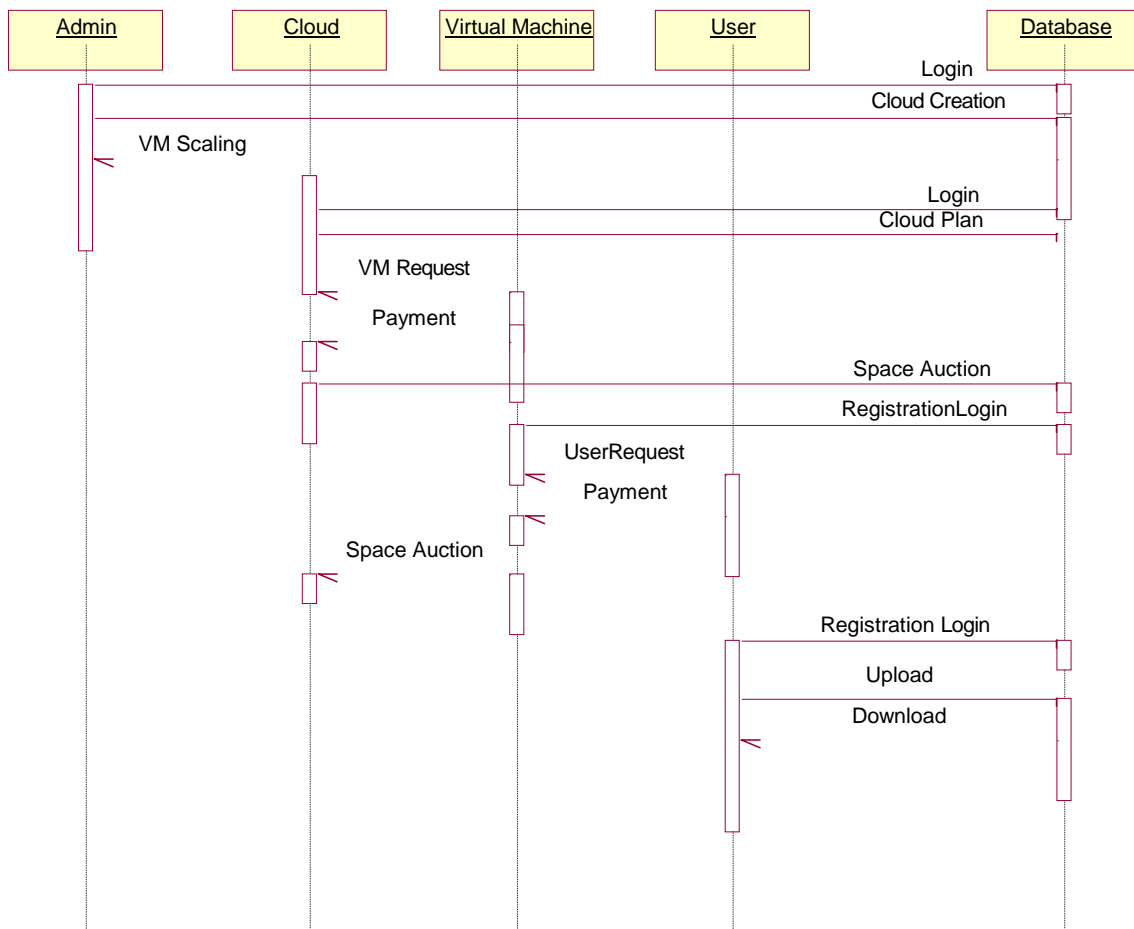 Admin
Cloud
Virtual Machine
User
Database
Login
Cloud Creation
VM Scaling
Login
Cloud Plan
VM Request
Payment
Space Auction
RegistrationLogin
UserRequest
Payment
Space Auction
Registration Login
Upload
Download